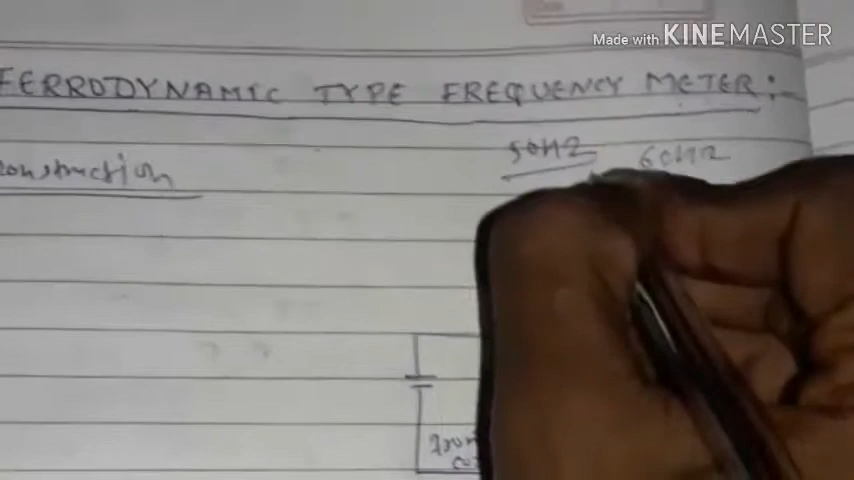 Made with KINEMASTER
FERRODYNAMIC TYPE FREQUENCY METER:-
Construction
50HZ 60HZ